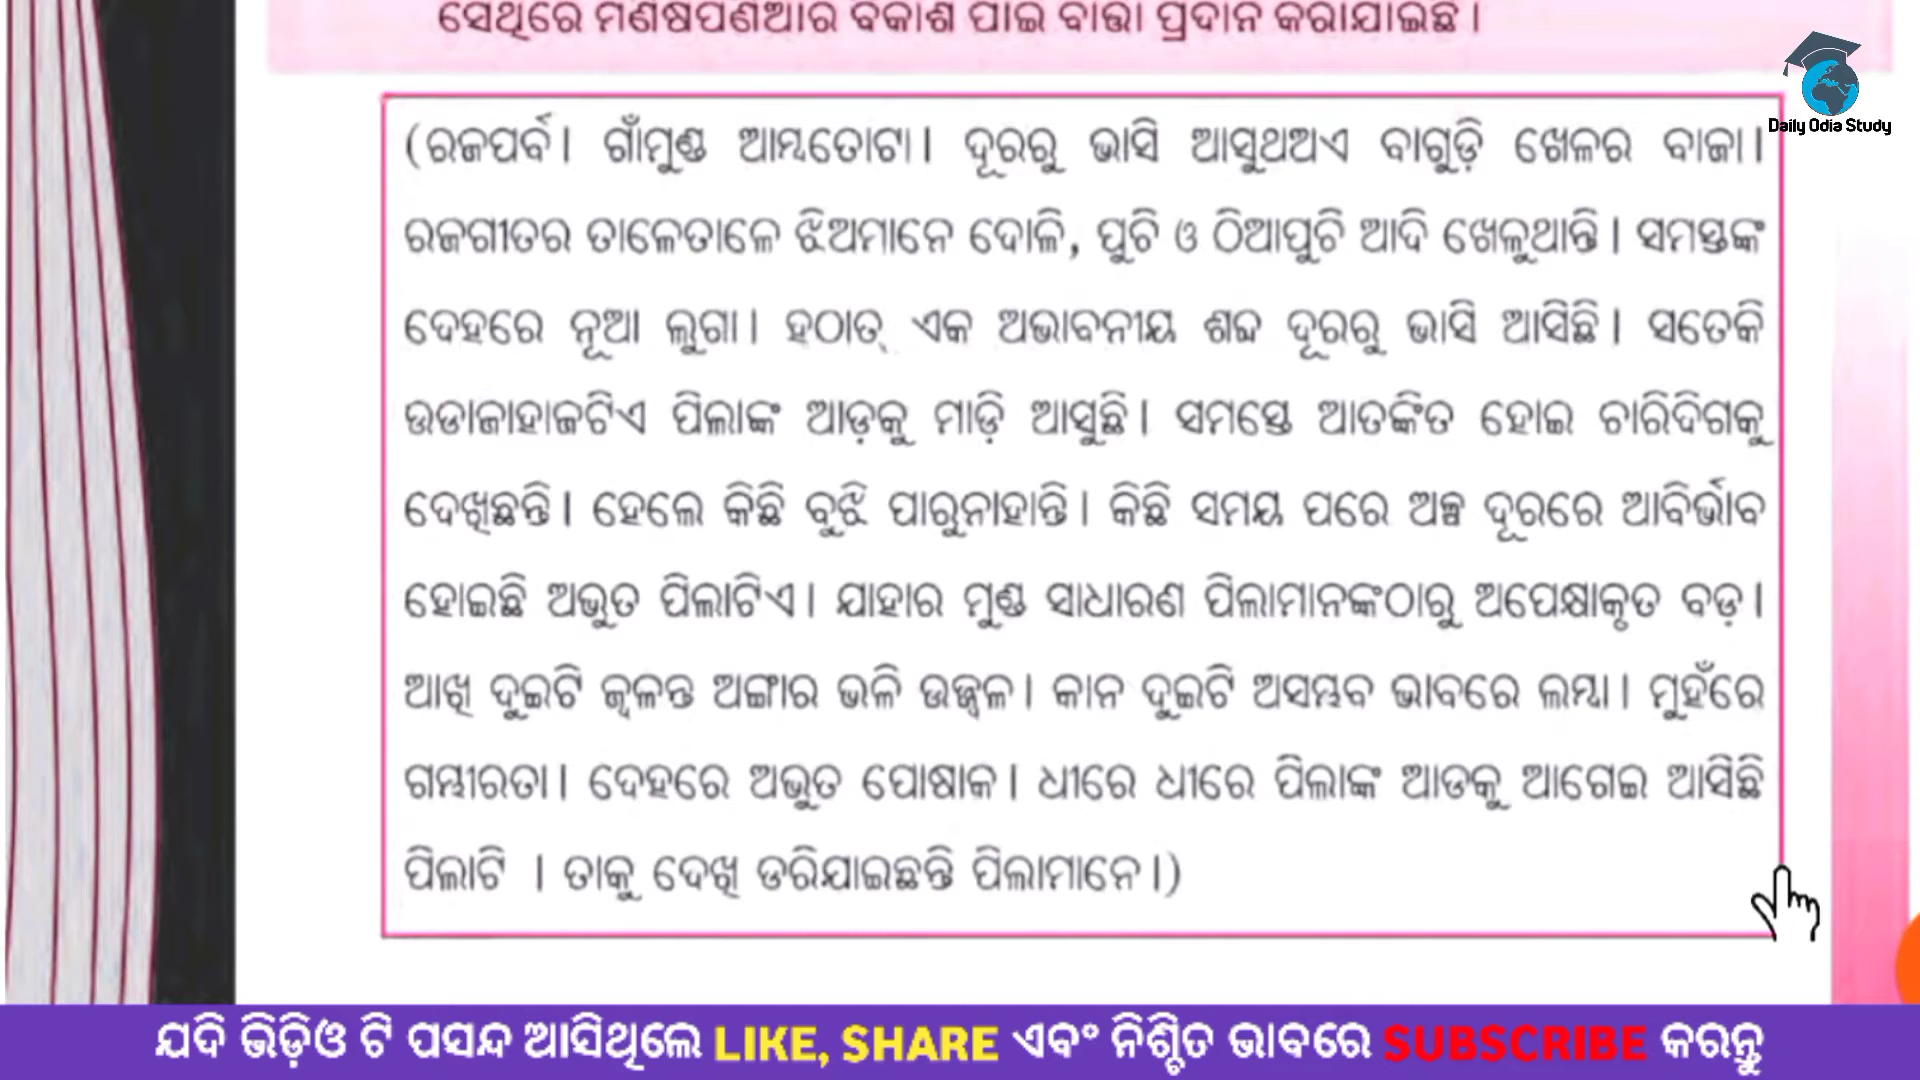 ସେଥିରେ ମଣିଷପଣିଆର ବିକାଶ ପାଇଁ ବାର୍ତ୍ତା ପ୍ରଦାନ କରାଯାଇଛି।
Daily Odia Study
(ରଜପର୍ବ। ଗାଁମୁଣ୍ଡ ଆମ୍ବତୋଟା। ଦୂରରୁ ଭାସି ଆସୁଥଅଏ ବାଗୁଡ଼ି ଖେଳର ବାଜା।
ରଜଗୀତର ତାଳେତାଳେ ଝିଅମାନେ ଦୋଳି, ପୁଚି ଓ ଠିଆପୁଚି ଆଦି ଖେଳୁଥାନ୍ତି। ସମସ୍ତଙ୍କ
ଦେହରେ ନୂଆ ଲୁଗା। ହଠାତ୍ ଏକ ଅଭାବନୀୟ ଶବ୍ଦ ଦୂରରୁ ଭାସି ଆସିଛି। ସତେକି
ଉଡାଜାହାଜଟିଏ ପିଲାଙ୍କ ଆଡ଼କୁ ମାଡ଼ି ଆସୁଛି। ସମସ୍ତେ ଆତଙ୍କିତ ହୋଇ ଚାରିଦିଗକୁ
ଦେଖିଛନ୍ତି। ହେଲେ କିଛି ବୁଝି ପାରୁନାହାନ୍ତି। କିଛି ସମୟ ପରେ ଅଳ୍ପ ଦୂରରେ ଆବିର୍ଭାବ
ହୋଇଛି ଅଦ୍ଭୁତ ପିଲାଟିଏ। ଯାହାର ମୁଣ୍ଡ ସାଧାରଣ ପିଲାମାନଙ୍କଠାରୁ ଅପେକ୍ଷାକୃତ ବଡ଼।
ଆଖି ଦୁଇଟି ଜ୍ୱଳନ୍ତ ଅଙ୍ଗାର ଭଳି ଉଜ୍ଜ୍ୱଳ। କାନ ଦୁଇଟି ଅସମ୍ଭବ ଭାବରେ ଲମ୍ବା। ମୁହଁରେ
ଗମ୍ଭୀରତା। ଦେହରେ ଅଦ୍ଭୁତ ପୋଷାକ। ଧୀରେ ଧୀରେ ପିଲାଙ୍କ ଆଡକୁ ଆଗେଇ ଆସିଛି
ପିଲାଟି । ତାକୁ ଦେଖି ଡରିଯାଇଛନ୍ତି ପିଲାମାନେ।)
ଯଦି ଭିଡ଼ିଓ ଟି ପସନ୍ଦ ଆସିଥିଲେ LIKE, SHARE ଏବଂ ନିଶ୍ଚିତ ଭାବରେ SUBSCRIBE କରନ୍ତୁ